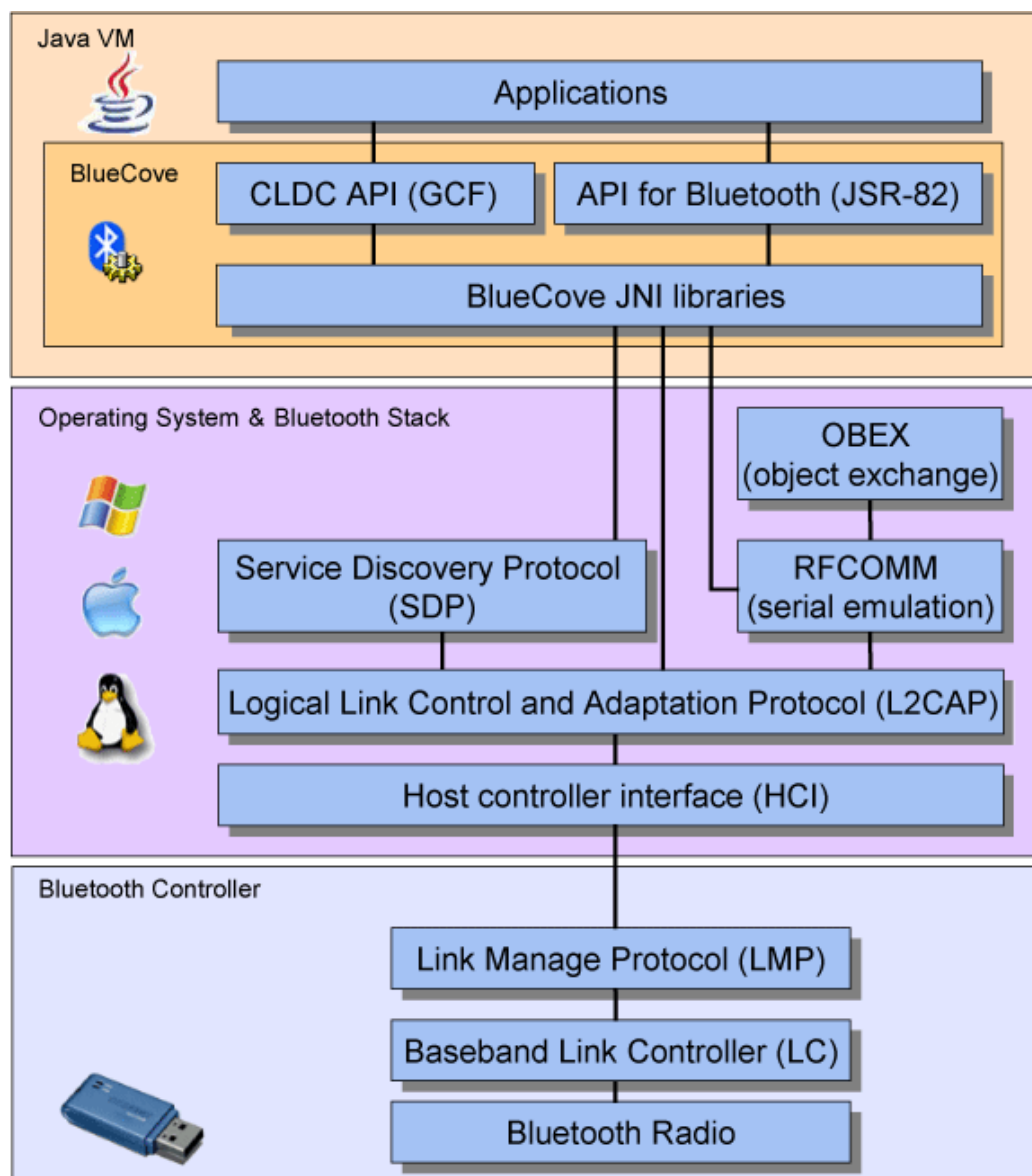 Java VM
Applications
BlueCove
CLDC API (GCF)
API for Bluetooth (JSR-82)
BlueCove JNI libraries
Operating System & Bluetooth Stack
OBEX
(object exchange)
Service Discovery Protocol
(SDP)
RFCOMM
(serial emulation)
Logical Link Control and Adaptation Protocol (L2CAP)
Host controller interface (HCI)
Bluetooth Controller
Link Manage Protocol (LMP)
Baseband Link Controller (LC)
Bluetooth Radio